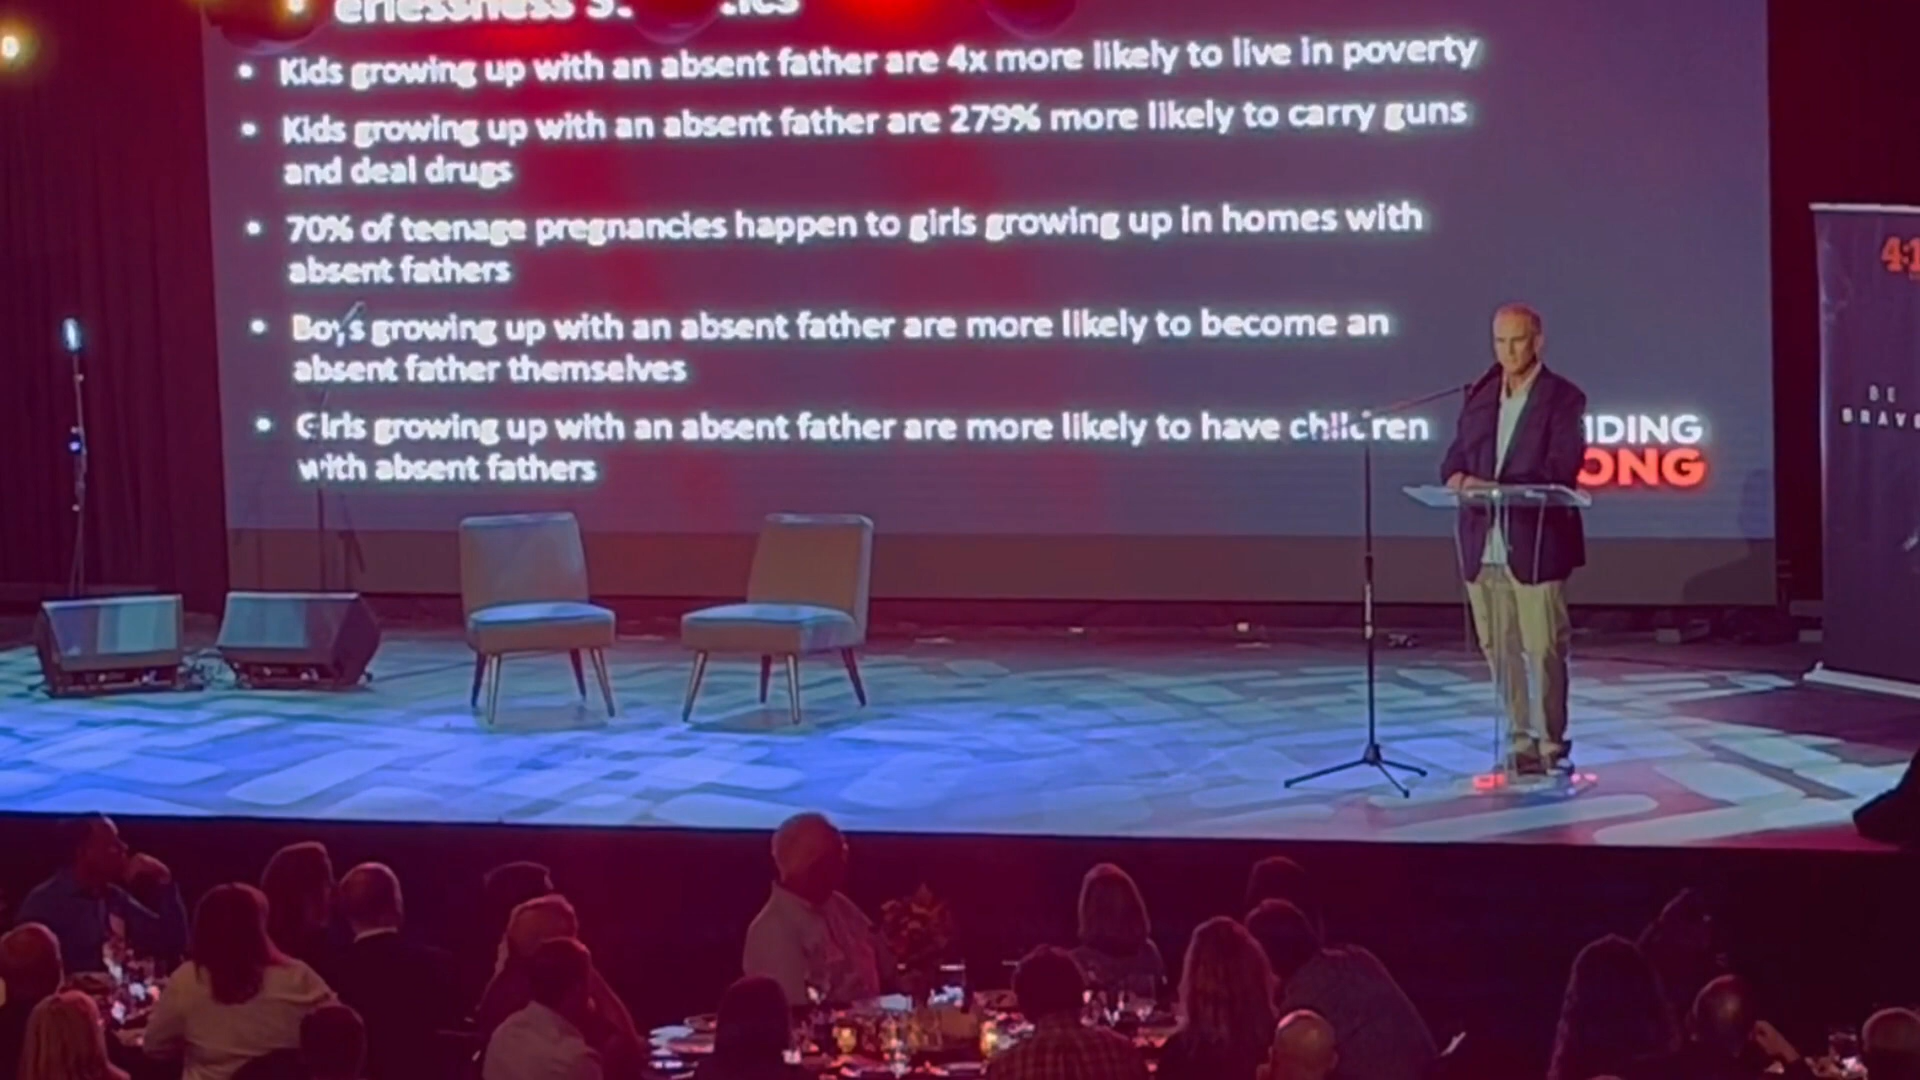 Kids growing up with an absent father are 4x more likely to live in poverty
Kids growing up with an absent father are 279% more likely to carry guns
and deal drugs
70% of teenage pregnancies happen to girls growing up in homes with
absent fathers
Boys growing up with an absent father are more likely to become an
absent father themselves
Girls growing up with an absent father are more likely to have children
with absent fathers
IDING
ONG
4:1
BE
BRAVE